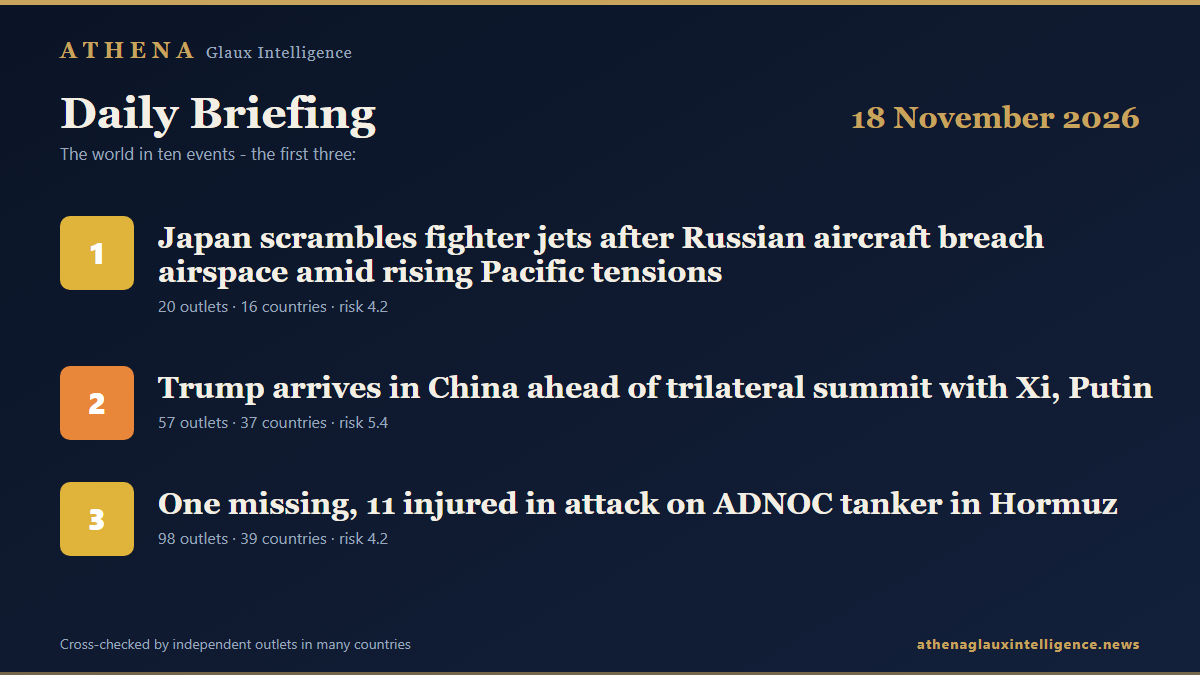 ATHENA Glaux Intelligence
Daily Briefing
18 November 2026
The world in ten events - the first three:
1
Japan scrambles fighter jets after Russian aircraft breach
airspace amid rising Pacific tensions
20 outlets · 16 countries · risk 4.2
2
Trump arrives in China ahead of trilateral summit with Xi, Putin
57 outlets · 37 countries · risk 5.4
3
One missing, 11 injured in attack on ADNOC tanker in Hormuz
98 outlets · 39 countries · risk 4.2
Cross-checked by independent outlets in many countries
athenaglauxintelligence.news